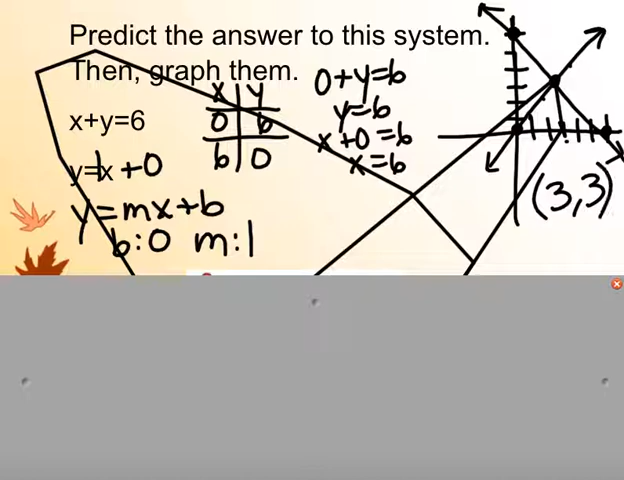 Predict the answer to this system.
Then, graph them.
x+y=6
y=1x +0
y=mx+b
b:0 m:1
x | y
0 | 6
6 | 0
0+y=6
y=6
x+0=6
x=6
(3,3)